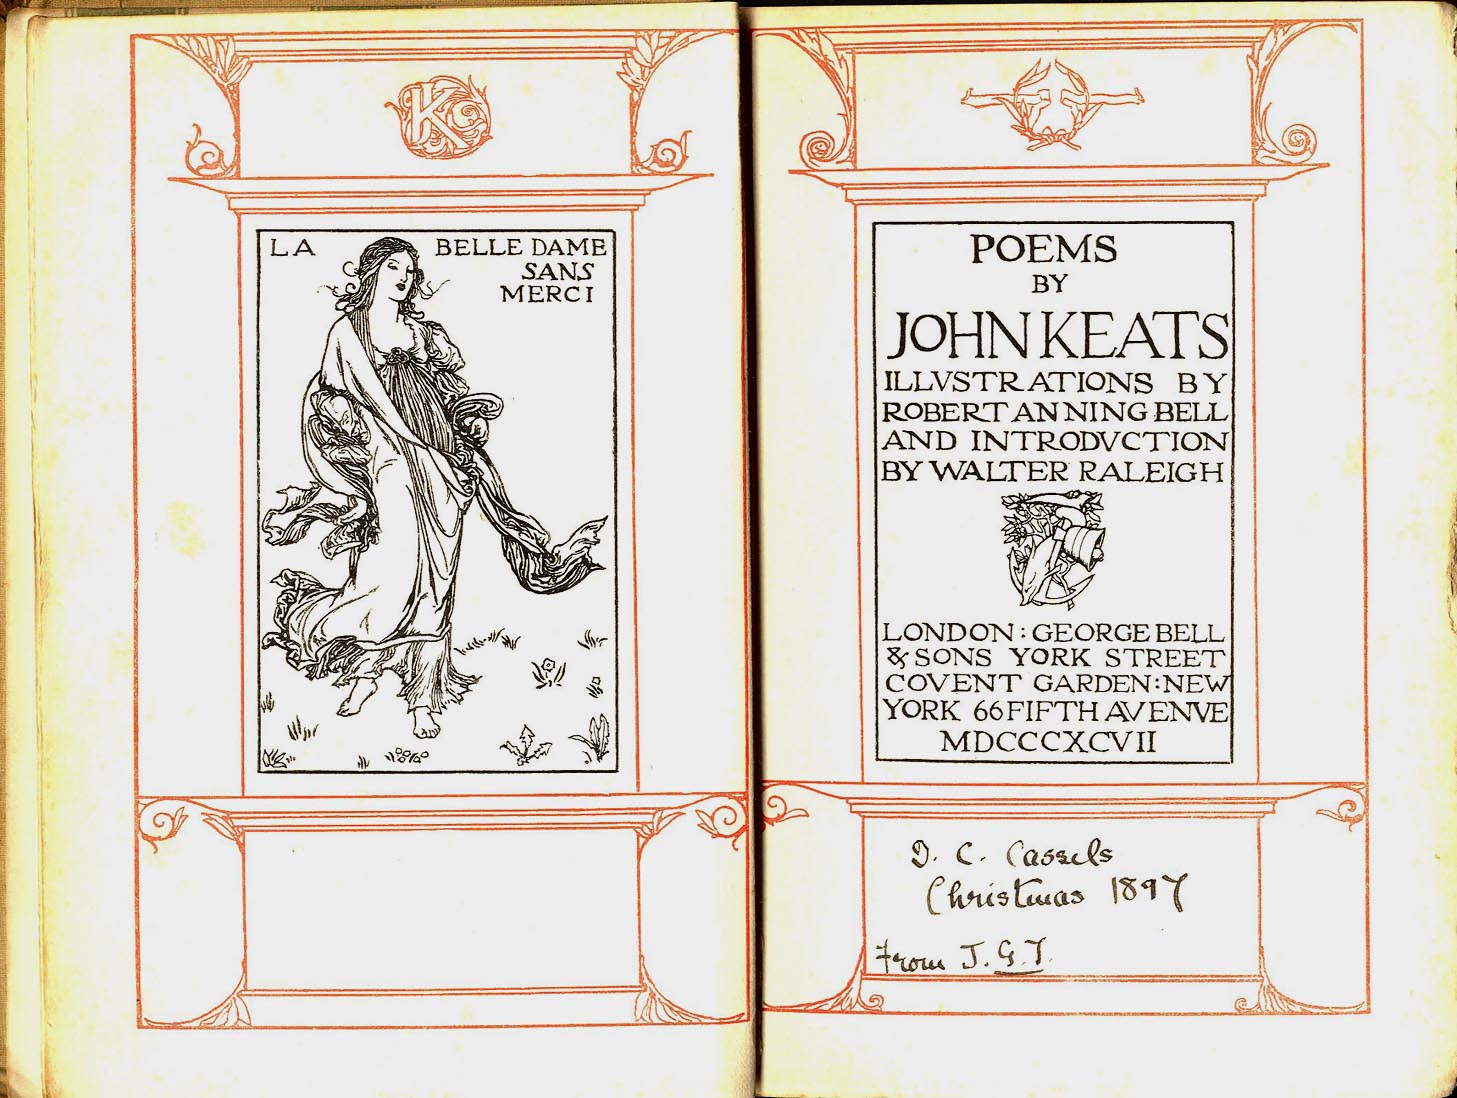 K
LA BELLE DAME
SANS
MERCI
POEMS
BY
JOHN KEATS
ILLVSTRATIONS BY
ROBERT ANNING BELL
AND INTRODVCTION
BY WALTER RALEIGH
LONDON: GEORGE BELL
& SONS YORK STREET
COVENT GARDEN: NEW
YORK 66 FIFTH AVENVE
MDCCCXCVII
D. C. Cassels
Christmas 1897
From J. G. T.